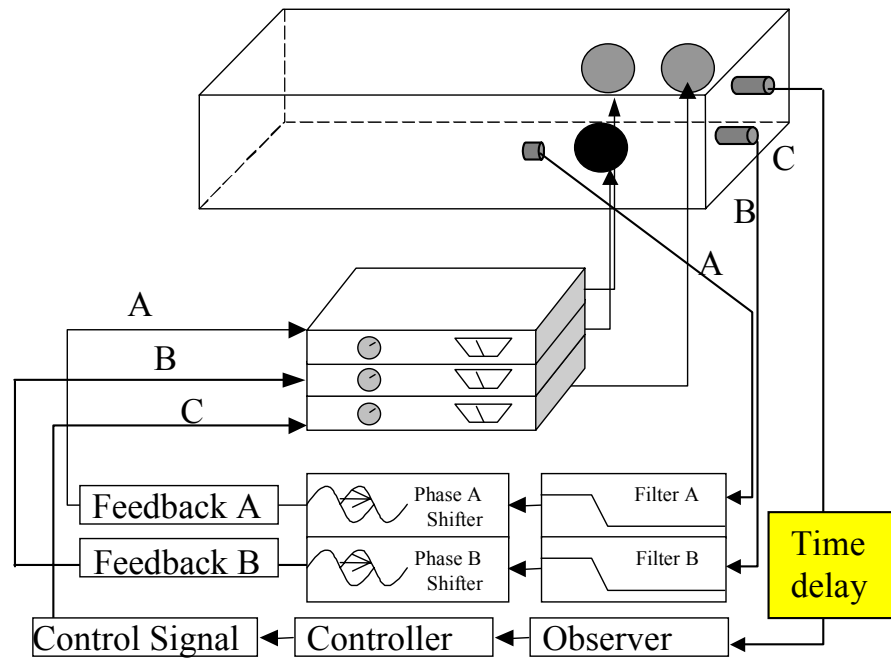 C
B
A
A
B
C
Feedback A
Phase A
Shifter
Filter A
Feedback B
Phase B
Shifter
Filter B
Time
delay
Control Signal
Controller
Observer